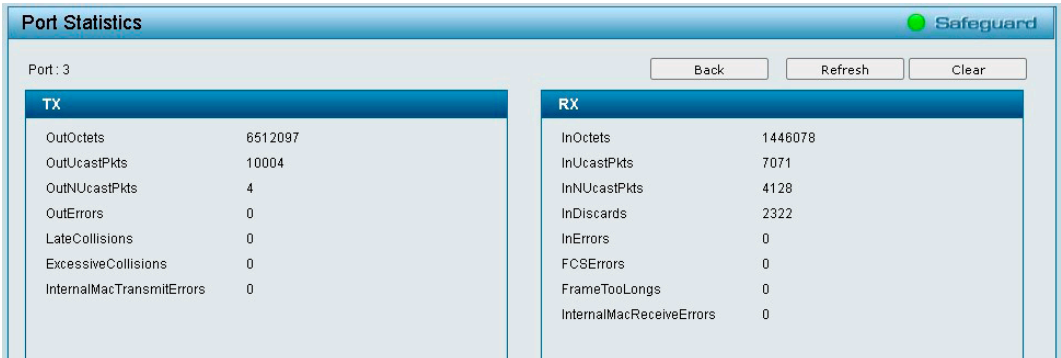 Port Statistics Safeguard
Port : 3 Back Refresh Clear
TX RX
OutOctets 6512097 InOctets 1446078
OutUcastPkts 10004 InUcastPkts 7071
OutNUcastPkts 4 InNUcastPkts 4128
OutErrors 0 InDiscards 2322
LateCollisions 0 InErrors 0
ExcessiveCollisions 0 FCSErrors 0
InternalMacTransmitErrors 0 FrameTooLongs 0
InternalMacReceiveErrors 0